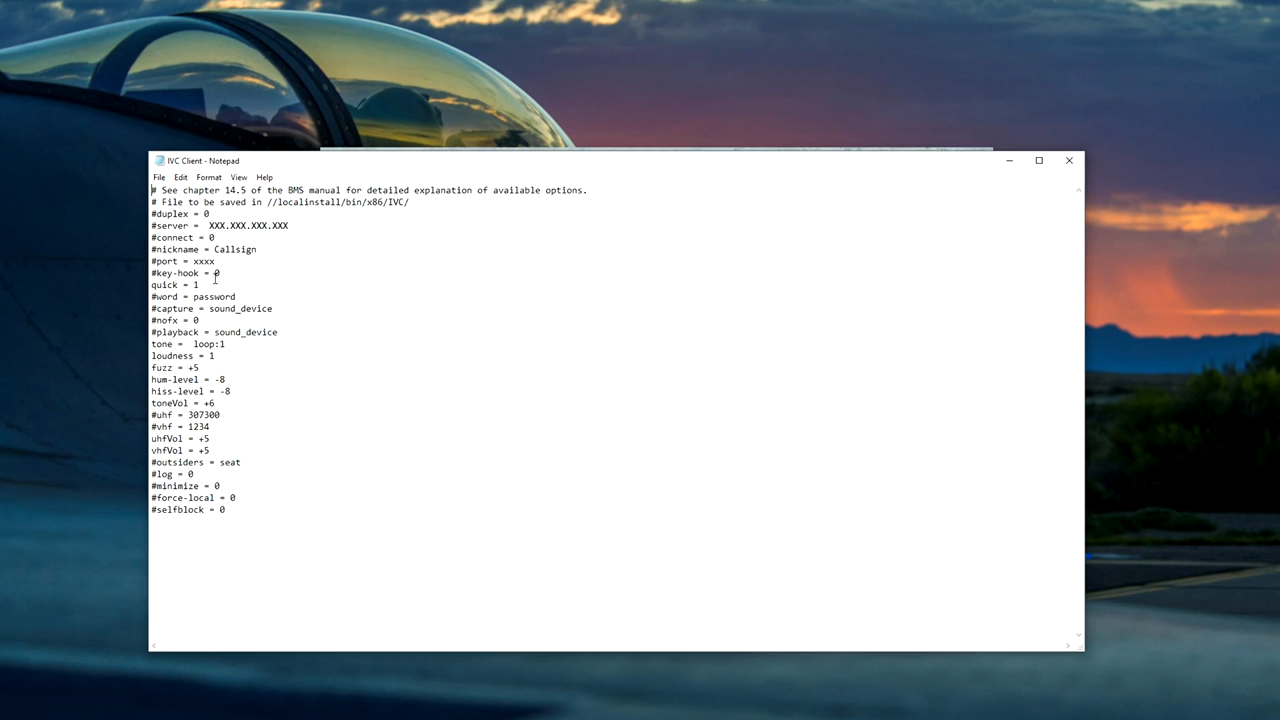 IVC Client - Notepad
File Edit Format View Help
# See chapter 14.5 of the BMS manual for detailed explanation of available options.
# File to be saved in //localinstall/bin/x86/IVC/
#duplex = 0
#server =  XXX.XXX.XXX.XXX
#connect = 0
#nickname = Callsign
#port = xxxx
#key-hook = 0
quick = 1
#word = password
#capture = sound_device
#nofx = 0
#playback = sound_device
tone =  loop:1
loudness = 1
fuzz = +5
hum-level = -8
hiss-level = -8
toneVol = +6
#uhf = 307300
#vhf = 1234
uhfVol = +5
vhfVol = +5
#outsiders = seat
#log = 0
#minimize = 0
#force-local = 0
#selfblock = 0